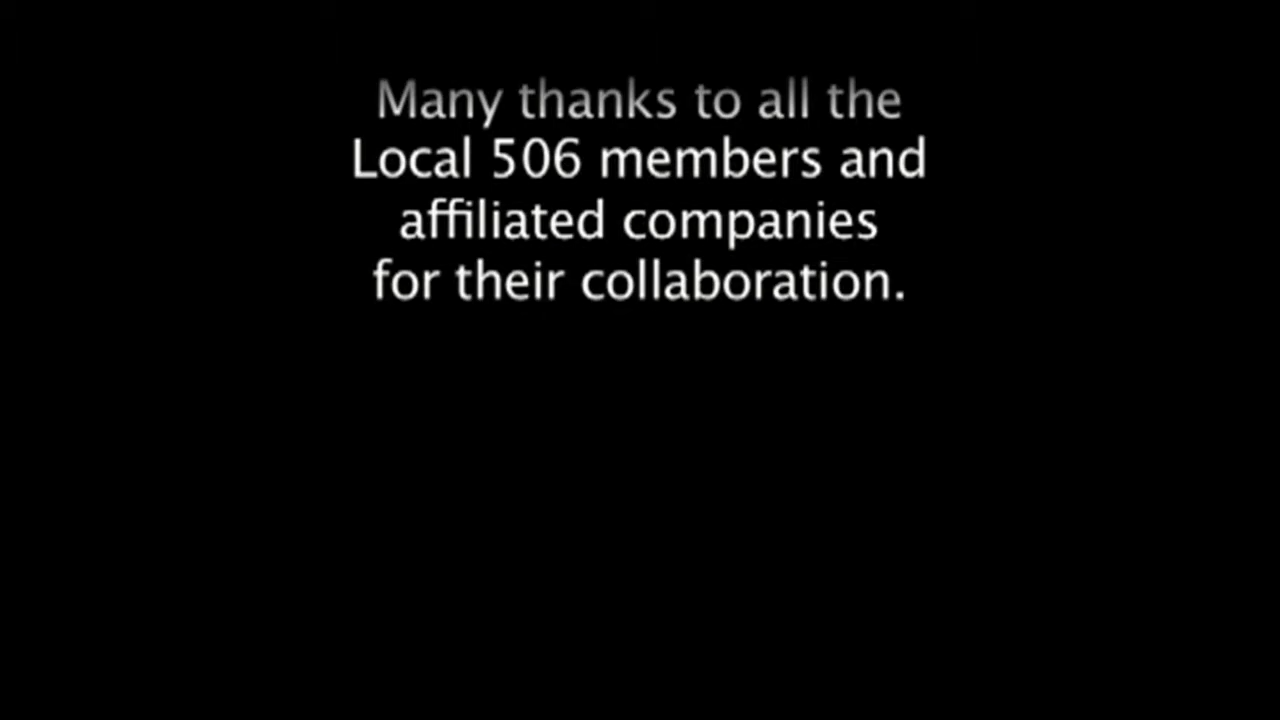 Many thanks to all the
Local 506 members and
affiliated companies
for their collaboration.